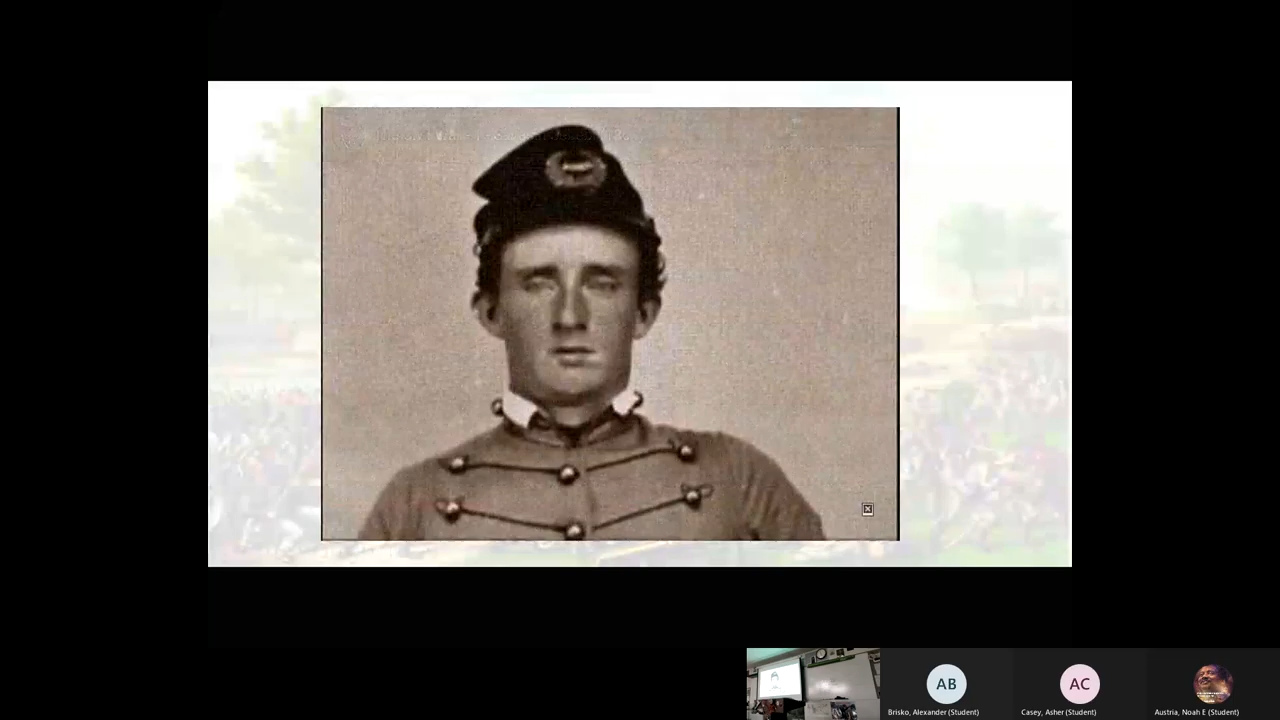 AB
AC
Brisko, Alexander (Student)
Casey, Asher (Student)
Austria, Noah E (Student)